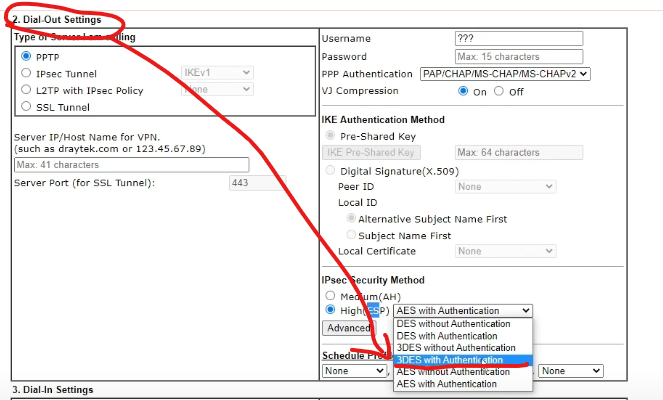 2. Dial-Out Settings
Type of Server I am calling
PPTP
IPsec Tunnel IKEv1
L2TP with IPsec Policy None
SSL Tunnel
Server IP/Host Name for VPN.
(such as draytek.com or 123.45.67.89)
Max: 41 characters
Server Port (for SSL Tunnel): 443
Username ???
Password Max: 15 characters
PPP Authentication PAP/CHAP/MS-CHAP/MS-CHAPv2
VJ Compression On Off
IKE Authentication Method
Pre-Shared Key
IKE Pre-Shared Key Max: 64 characters
Digital Signature(X.509)
Peer ID None
Local ID
Alternative Subject Name First
Subject Name First
Local Certificate None
IPsec Security Method
Medium(AH)
High(ESP) AES with Authentication
DES without Authentication
Advanced DES with Authentication
3DES without Authentication
Schedule 3DES with Authentication
None , AES without Authentication , None
AES with Authentication
3. Dial-In Settings